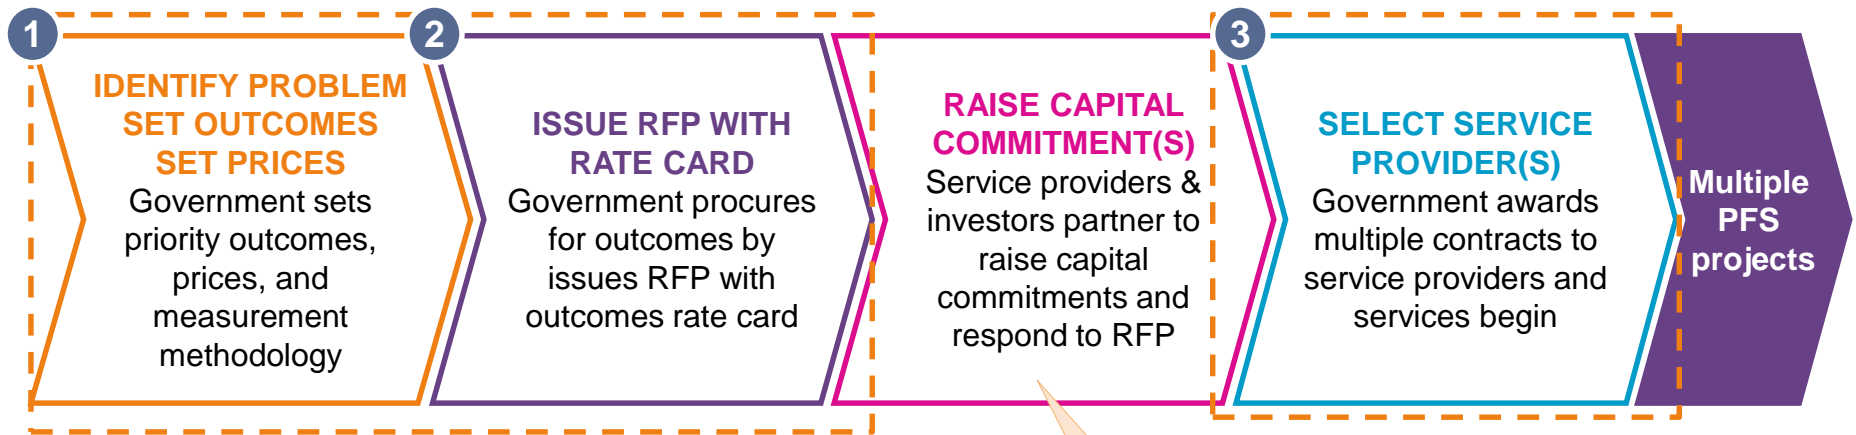 1
IDENTIFY PROBLEM
SET OUTCOMES
SET PRICES
Government sets
priority outcomes,
prices, and
measurement
methodology
2
ISSUE RFP WITH
RATE CARD
Government procures
for outcomes by
issues RFP with
outcomes rate card
RAISE CAPITAL
COMMITMENT(S)
Service providers &
investors partner to
raise capital
commitments and
respond to RFP
3
SELECT SERVICE
PROVIDER(S)
Government awards
multiple contracts to
service providers and
services begin
Multiple
PFS
projects